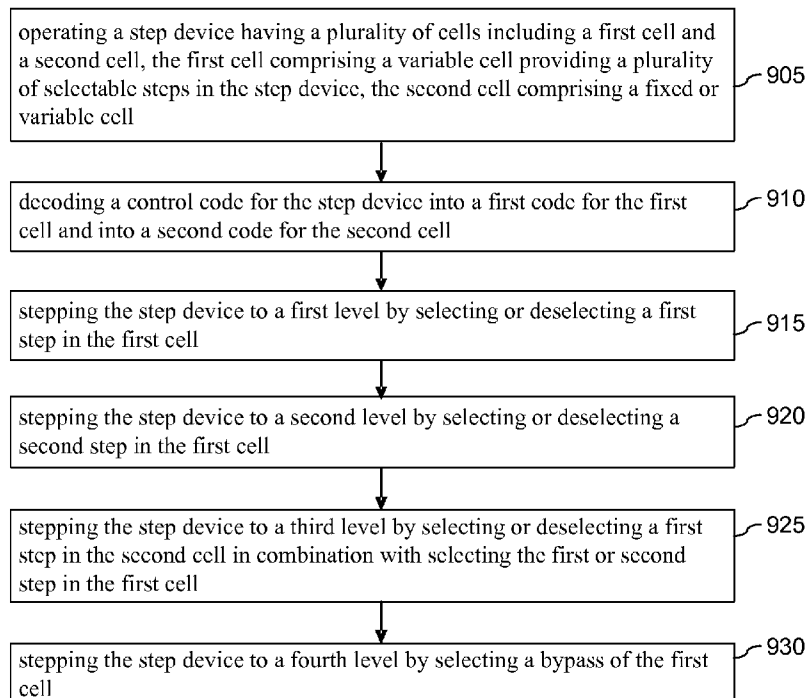 operating a step device having a plurality of cells including a first cell and
a second cell, the first cell comprising a variable cell providing a plurality
of selectable steps in the step device, the second cell comprising a fixed or
variable cell
905
decoding a control code for the step device into a first code for the first
cell and into a second code for the second cell
910
stepping the step device to a first level by selecting or deselecting a first
step in the first cell
915
stepping the step device to a second level by selecting or deselecting a
second step in the first cell
920
stepping the step device to a third level by selecting or deselecting a first
step in the second cell in combination with selecting the first or second
step in the first cell
925
stepping the step device to a fourth level by selecting a bypass of the first
cell
930